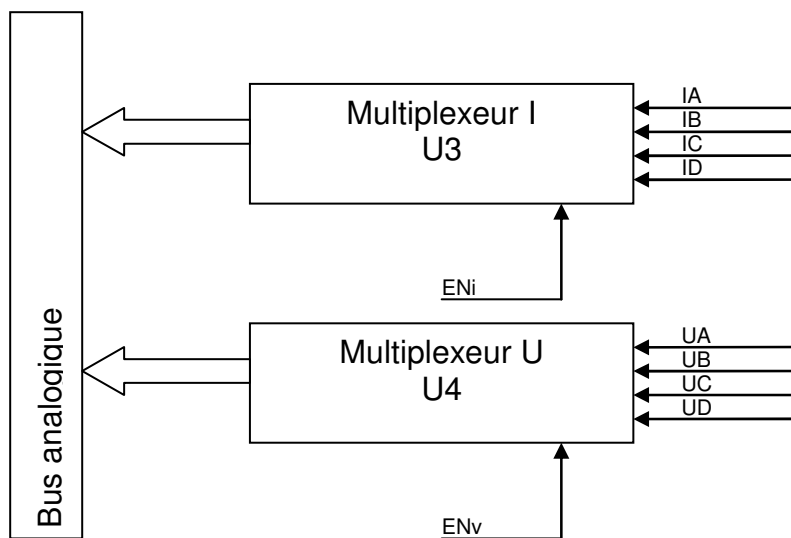 Bus analogique
Multiplexeur I
U3
IA
IB
IC
ID
ENi
Multiplexeur U
U4
UA
UB
UC
UD
ENv